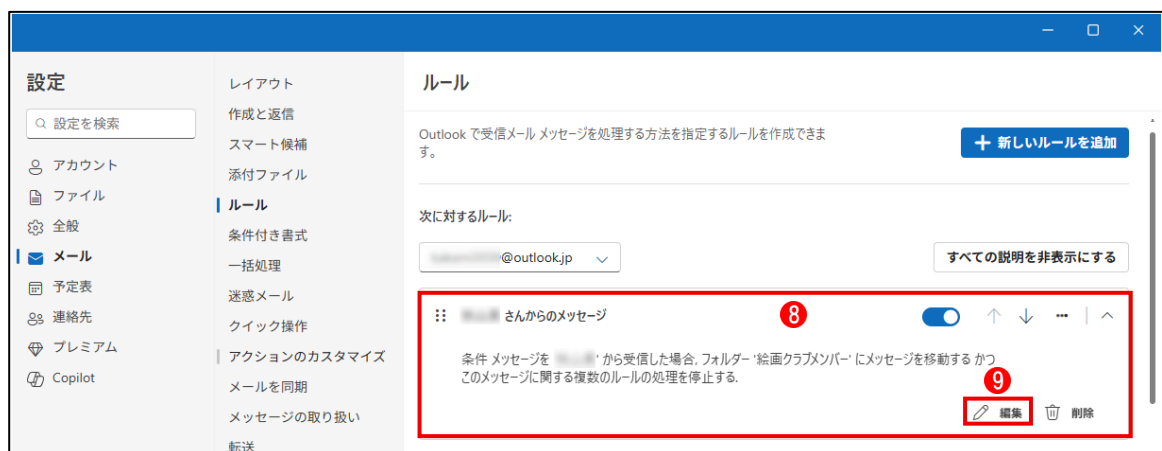 設定
設定を検索
アカウント
ファイル
全般
メール
予定表
連絡先
プレミアム
Copilot
レイアウト
作成と返信
スマート候補
添付ファイル
ルール
条件付き書式
一括処理
迷惑メール
クイック操作
アクションのカスタマイズ
メールを同期
メッセージの取り扱い
転送
ルール
Outlook で受信メール メッセージを処理する方法を指定するルールを作成できま
す。
新しいルールを追加
次に対するルール:
@outlook.jp
すべての説明を非表示にする
さんからのメッセージ
8
条件 メッセージを ' から受信した場合, フォルダー '絵画クラブメンバー' にメッセージを移動する かつ
このメッセージに関する複数のルールの処理を停止する.
9
編集
削除